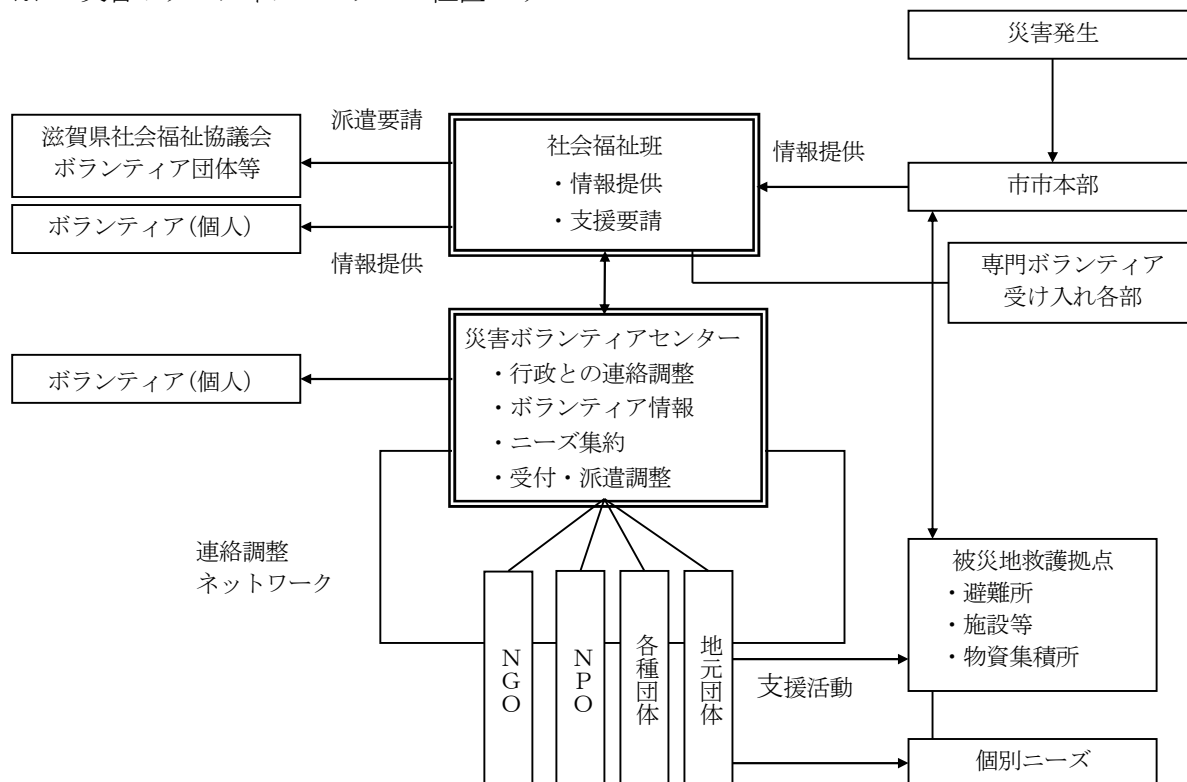 災害発生
滋賀県社会福祉協議会
ボランティア団体等
派遣要請
社会福祉班
・情報提供
・支援要請
情報提供
市市本部
ボランティア(個人)
情報提供
専門ボランティア
受け入れ各部
災害ボランティアセンター
・行政との連絡調整
・ボランティア情報
・ニーズ集約
・受付・派遣調整
ボランティア(個人)
連絡調整
ネットワーク
NGO
NPO
各種団体
地元団体
支援活動
被災地救護拠点
・避難所
・施設等
・物資集積所
個別ニーズ